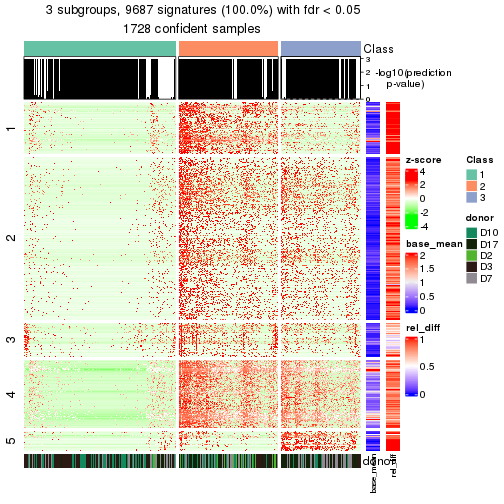 3 subgroups, 9687 signatures (100.0%) with fdr < 0.05
1728 confident samples
Class
3
2
1
0
-log10(prediction
p-value)
1
2
3
4
5
z-score
4
2
0
-2
-4
base_mean
2
1.5
1
0.5
0
rel_diff
1
0.5
0
Class
1
2
3
donor
D10
D17
D2
D3
D7
donor
base_mean
rel_diff